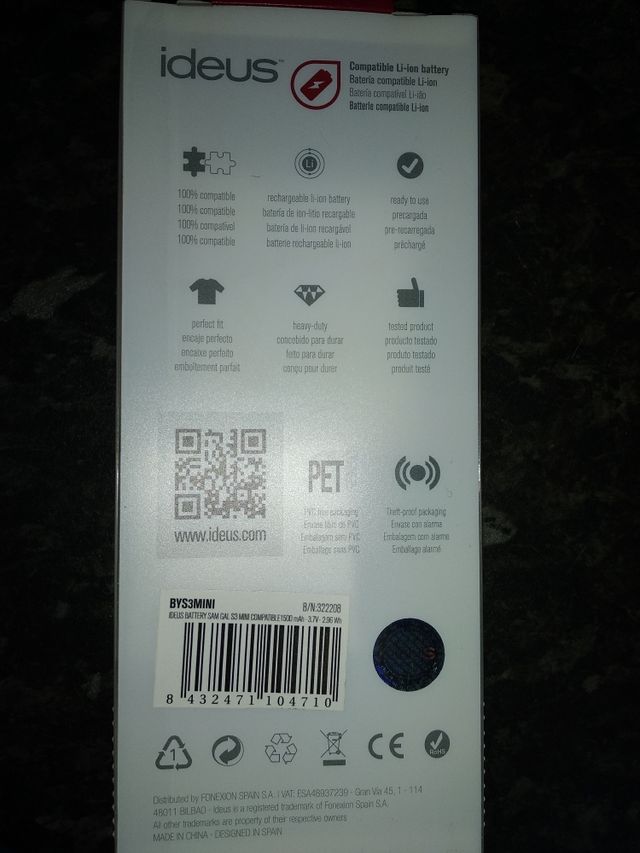 ideus™
Compatible Li-ion battery
Batería compatible Li-ion
Bateria compatível Li-ião
Batterie compatible Li-ion
Li
100% compatible
100% compatible
100% compatível
100% compatible
rechargeable li-ion battery
batería de ion-litio recargable
bateria de li-ion recargável
batterie rechargeable li-ion
ready to use
precargada
pre-recarregada
préchargé
perfect fit
encaje perfecto
encaixe perfeito
emboîtement parfait
heavy-duty
concebido para durar
feito para durar
conçu pour durer
tested product
producto testado
produto testado
produit testé
www.ideus.com
PET
PVC free packaging
Envase libre de PVC
Embalagem sem PVC
Emballage sans PVC
Theft-proof packaging
Envase con alarma
Embalagem com alarme
Emballage alarmé
BYS3MINI B/N:322208
IDEUS BATTERY SAM GAL S3 MINI COMPATIBLE 1500 mAh - 3.7V - 2.96 Wh
8 432471 104710
1
CE
RoHS
Distributed by FONEXION SPAIN S.A. I VAT: ESA48937239 - Gran Vía 45, 1 - 114
48011 BILBAO - Ideus is a registered trademark of Fonexion Spain S.A.
All other trademarks are property of their respective owners
MADE IN CHINA - DESIGNED IN SPAIN